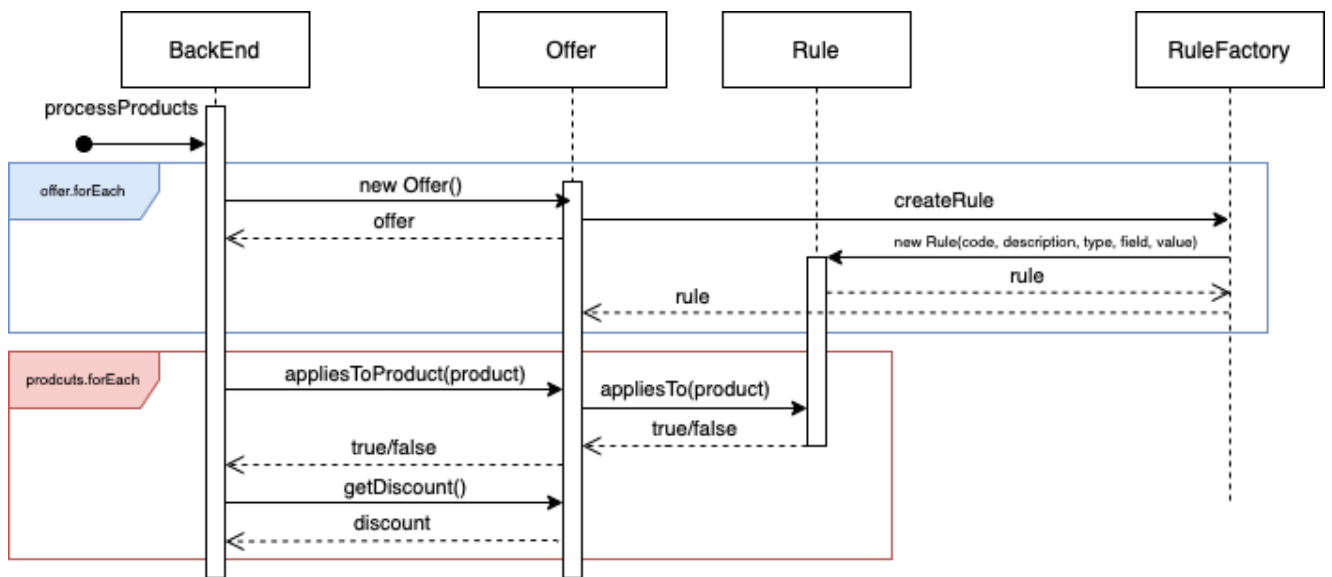 BackEnd
Offer
Rule
RuleFactory
processProducts
offer.forEach
new Offer()
createRule
offer
new Rule(code, description, type, field, value)
rule
rule
prodcuts.forEach
appliesToProduct(product)
appliesTo(product)
true/false
true/false
getDiscount()
discount